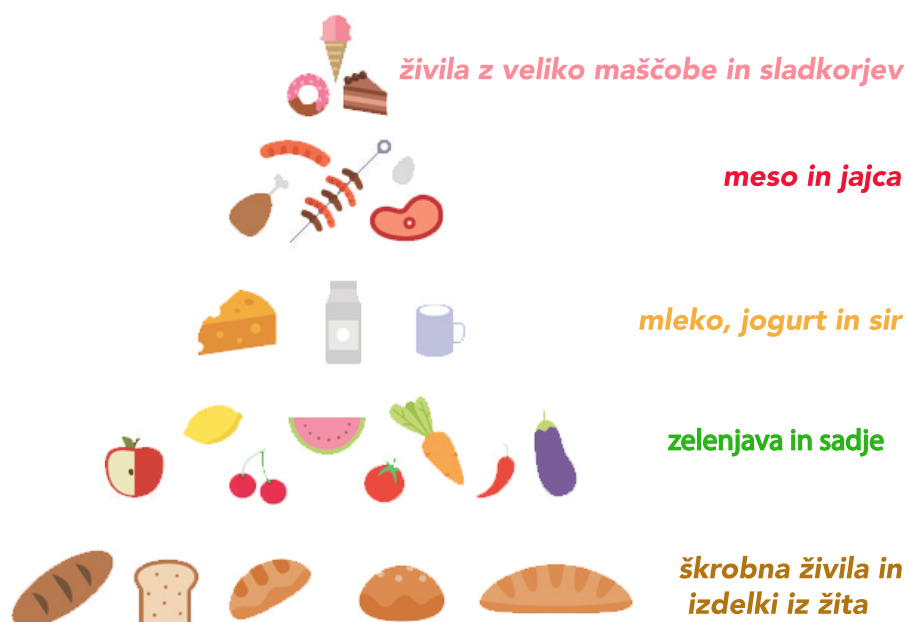 živila z veliko maščobe in sladkorjev
meso in jajca
mleko, jogurt in sir
zelenjava in sadje
škrobna živila in
izdelki iz žita